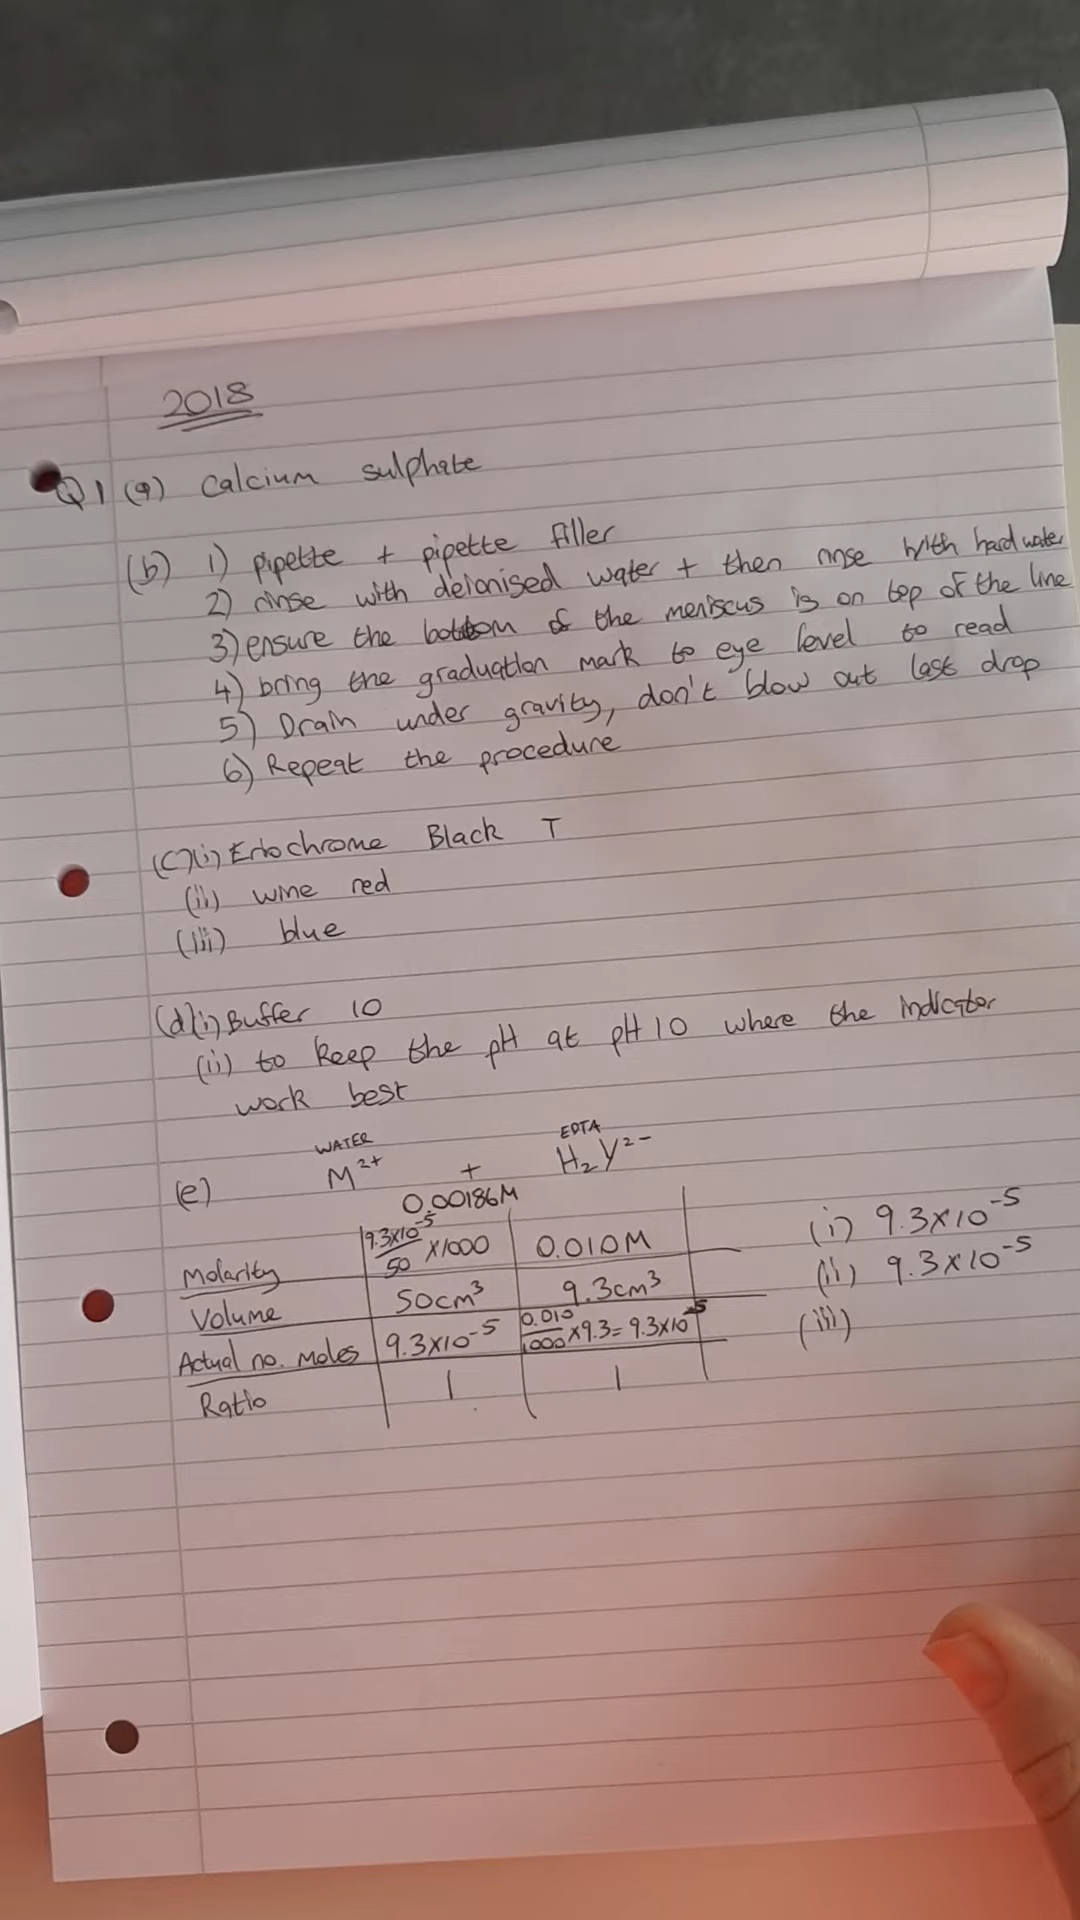 2018
Q1 (a) Calcium sulphate
(b) 1) pipette + pipette filler
2) rinse with deionised water + then rinse with hard water
3) ensure the bottom of the meniscus is on top of the line
4) bring the graduation mark to eye level to read
5) Drain under gravity, don't blow out last drop
6) Repeat the procedure
(c)(i) Eriochrome Black T
(ii) wine red
(iii) blue
(d)(i) Buffer 10
(ii) to keep the pH at pH 10 where the indicator
work best
WATER EDTA
(e) M²⁺ + H₂Y²⁻
0.00186M
Molarity 9.3x10⁻⁵/50 x1000 0.010M (i) 9.3x10⁻⁵
Volume 50cm³ 9.3cm³ (ii) 9.3x10⁻⁵
Actual no. moles 9.3x10⁻⁵ 0.010/1000 x9.3= 9.3x10⁻⁵ (iii)
Ratio 1 1